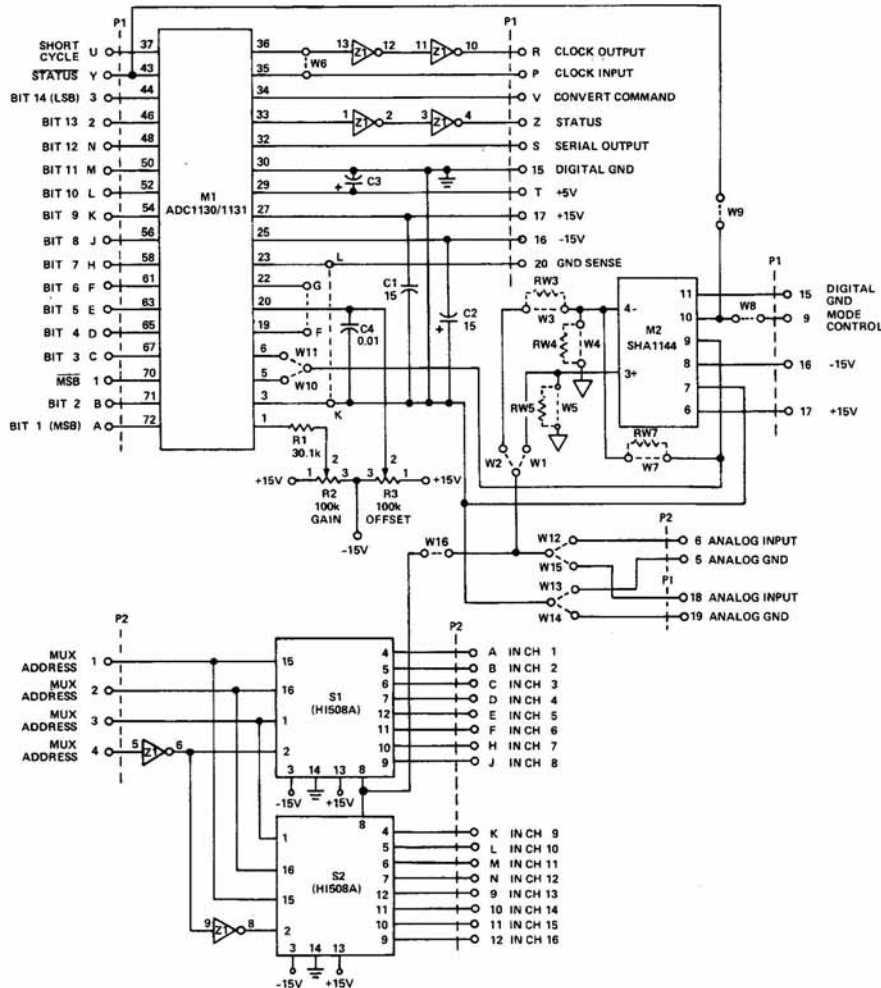 P1 P1
SHORT CYCLE U 37 36 13 Z1 12 11 Z1 10 R CLOCK OUTPUT
W6
STATUS Y 43 35 P CLOCK INPUT
BIT 14 (LSB) 3 44 34 V CONVERT COMMAND
BIT 13 2 46 33 1 Z1 2 3 Z1 4 Z STATUS
BIT 12 N 48 32 S SERIAL OUTPUT
BIT 11 M 50 30 15 DIGITAL GND
+ C3
BIT 10 L 52 29 T +5V
M1
ADC1130/1131
BIT 9 K 54 27 17 +15V
W9
BIT 8 J 56 25 16 -15V
BIT 7 H 58 23 L 20 GND SENSE
BIT 6 F 61 22 G
C1 15
+ C2 15
BIT 5 E 63 20
C4 0.01
BIT 4 D 65 19 F
BIT 3 C 67 6 W11
MSB 1 70 5 W10
BIT 2 B 71 3 K
BIT 1 (MSB) A 72 1
R1 30.1k
+15V 1 2 3 3 2 1 +15V
R2 100k GAIN
R3 100k OFFSET
-15V
P1
RW3
W3
4-
M2
SHA1144
11 15 DIGITAL GND
10 W8 9 MODE CONTROL
9
RW4 W4
8 16 -15V
3+
7
RW5 W5
6 17 +15V
RW7
W7
W2 W1
P2
W16 W12 6 ANALOG INPUT
W15 5 ANALOG GND
P1
W13 18 ANALOG INPUT
W14 19 ANALOG GND
P2 P2
MUX ADDRESS 1 15 4 A IN CH 1
5 B IN CH 2
MUX ADDRESS 2 16 S1 (HI508A) 6 C IN CH 3
7 D IN CH 4
MUX ADDRESS 3 1 12 E IN CH 5
11 F IN CH 6
MUX ADDRESS 4 5 Z1 6 2 10 H IN CH 7
9 J IN CH 8
3 14 13 8
-15V +15V
8
1 4 K IN CH 9
5 L IN CH 10
16 6 M IN CH 11
S2 (HI508A) 7 N IN CH 12
15 12 9 IN CH 13
11 10 IN CH 14
9 Z1 8 2 10 11 IN CH 15
9 12 IN CH 16
3 14 13
-15V +15V